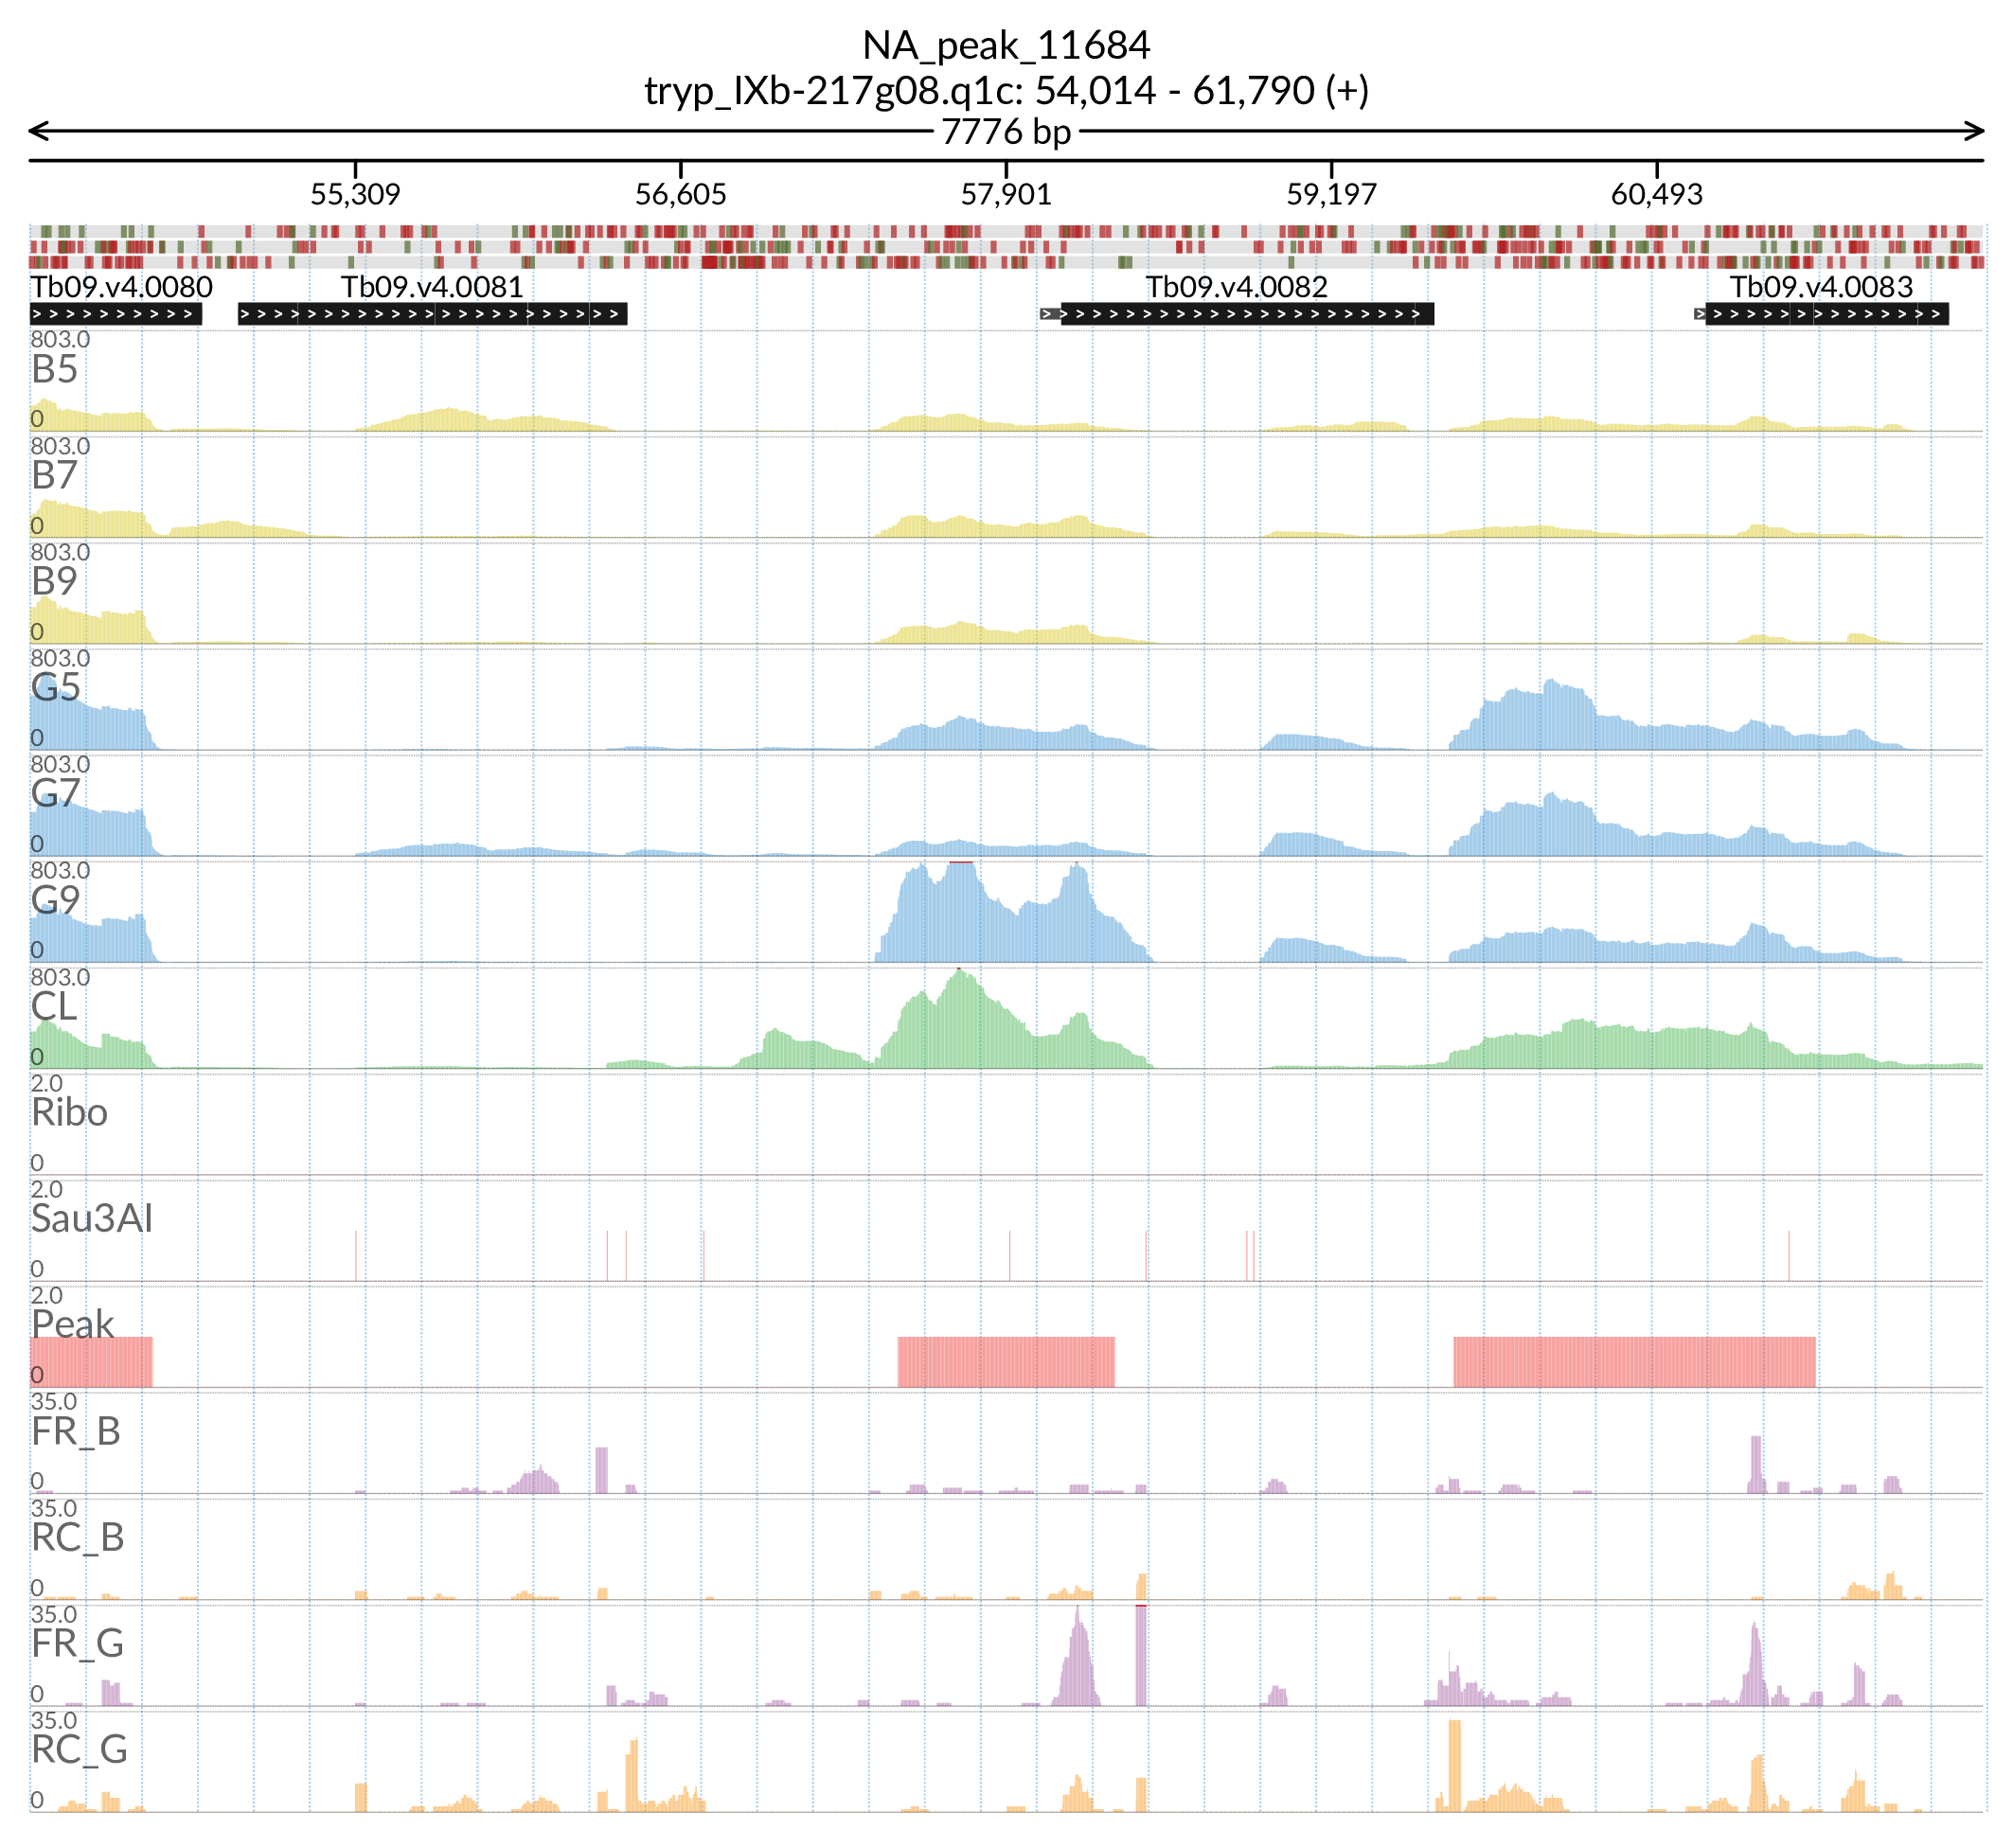 NA_peak_11684
tryp_IXb-217g08.q1c: 54,014 - 61,790 (+)
7776 bp
55,309 56,605 57,901 59,197 60,493
Tb09.v4.0080 Tb09.v4.0081 Tb09.v4.0082 Tb09.v4.0083
803.0
B5
0
803.0
B7
0
803.0
B9
0
803.0
G5
0
803.0
G7
0
803.0
G9
0
803.0
CL
0
2.0
Ribo
0
2.0
Sau3AI
0
2.0
Peak
0
35.0
FR_B
0
35.0
RC_B
0
35.0
FR_G
0
35.0
RC_G
0